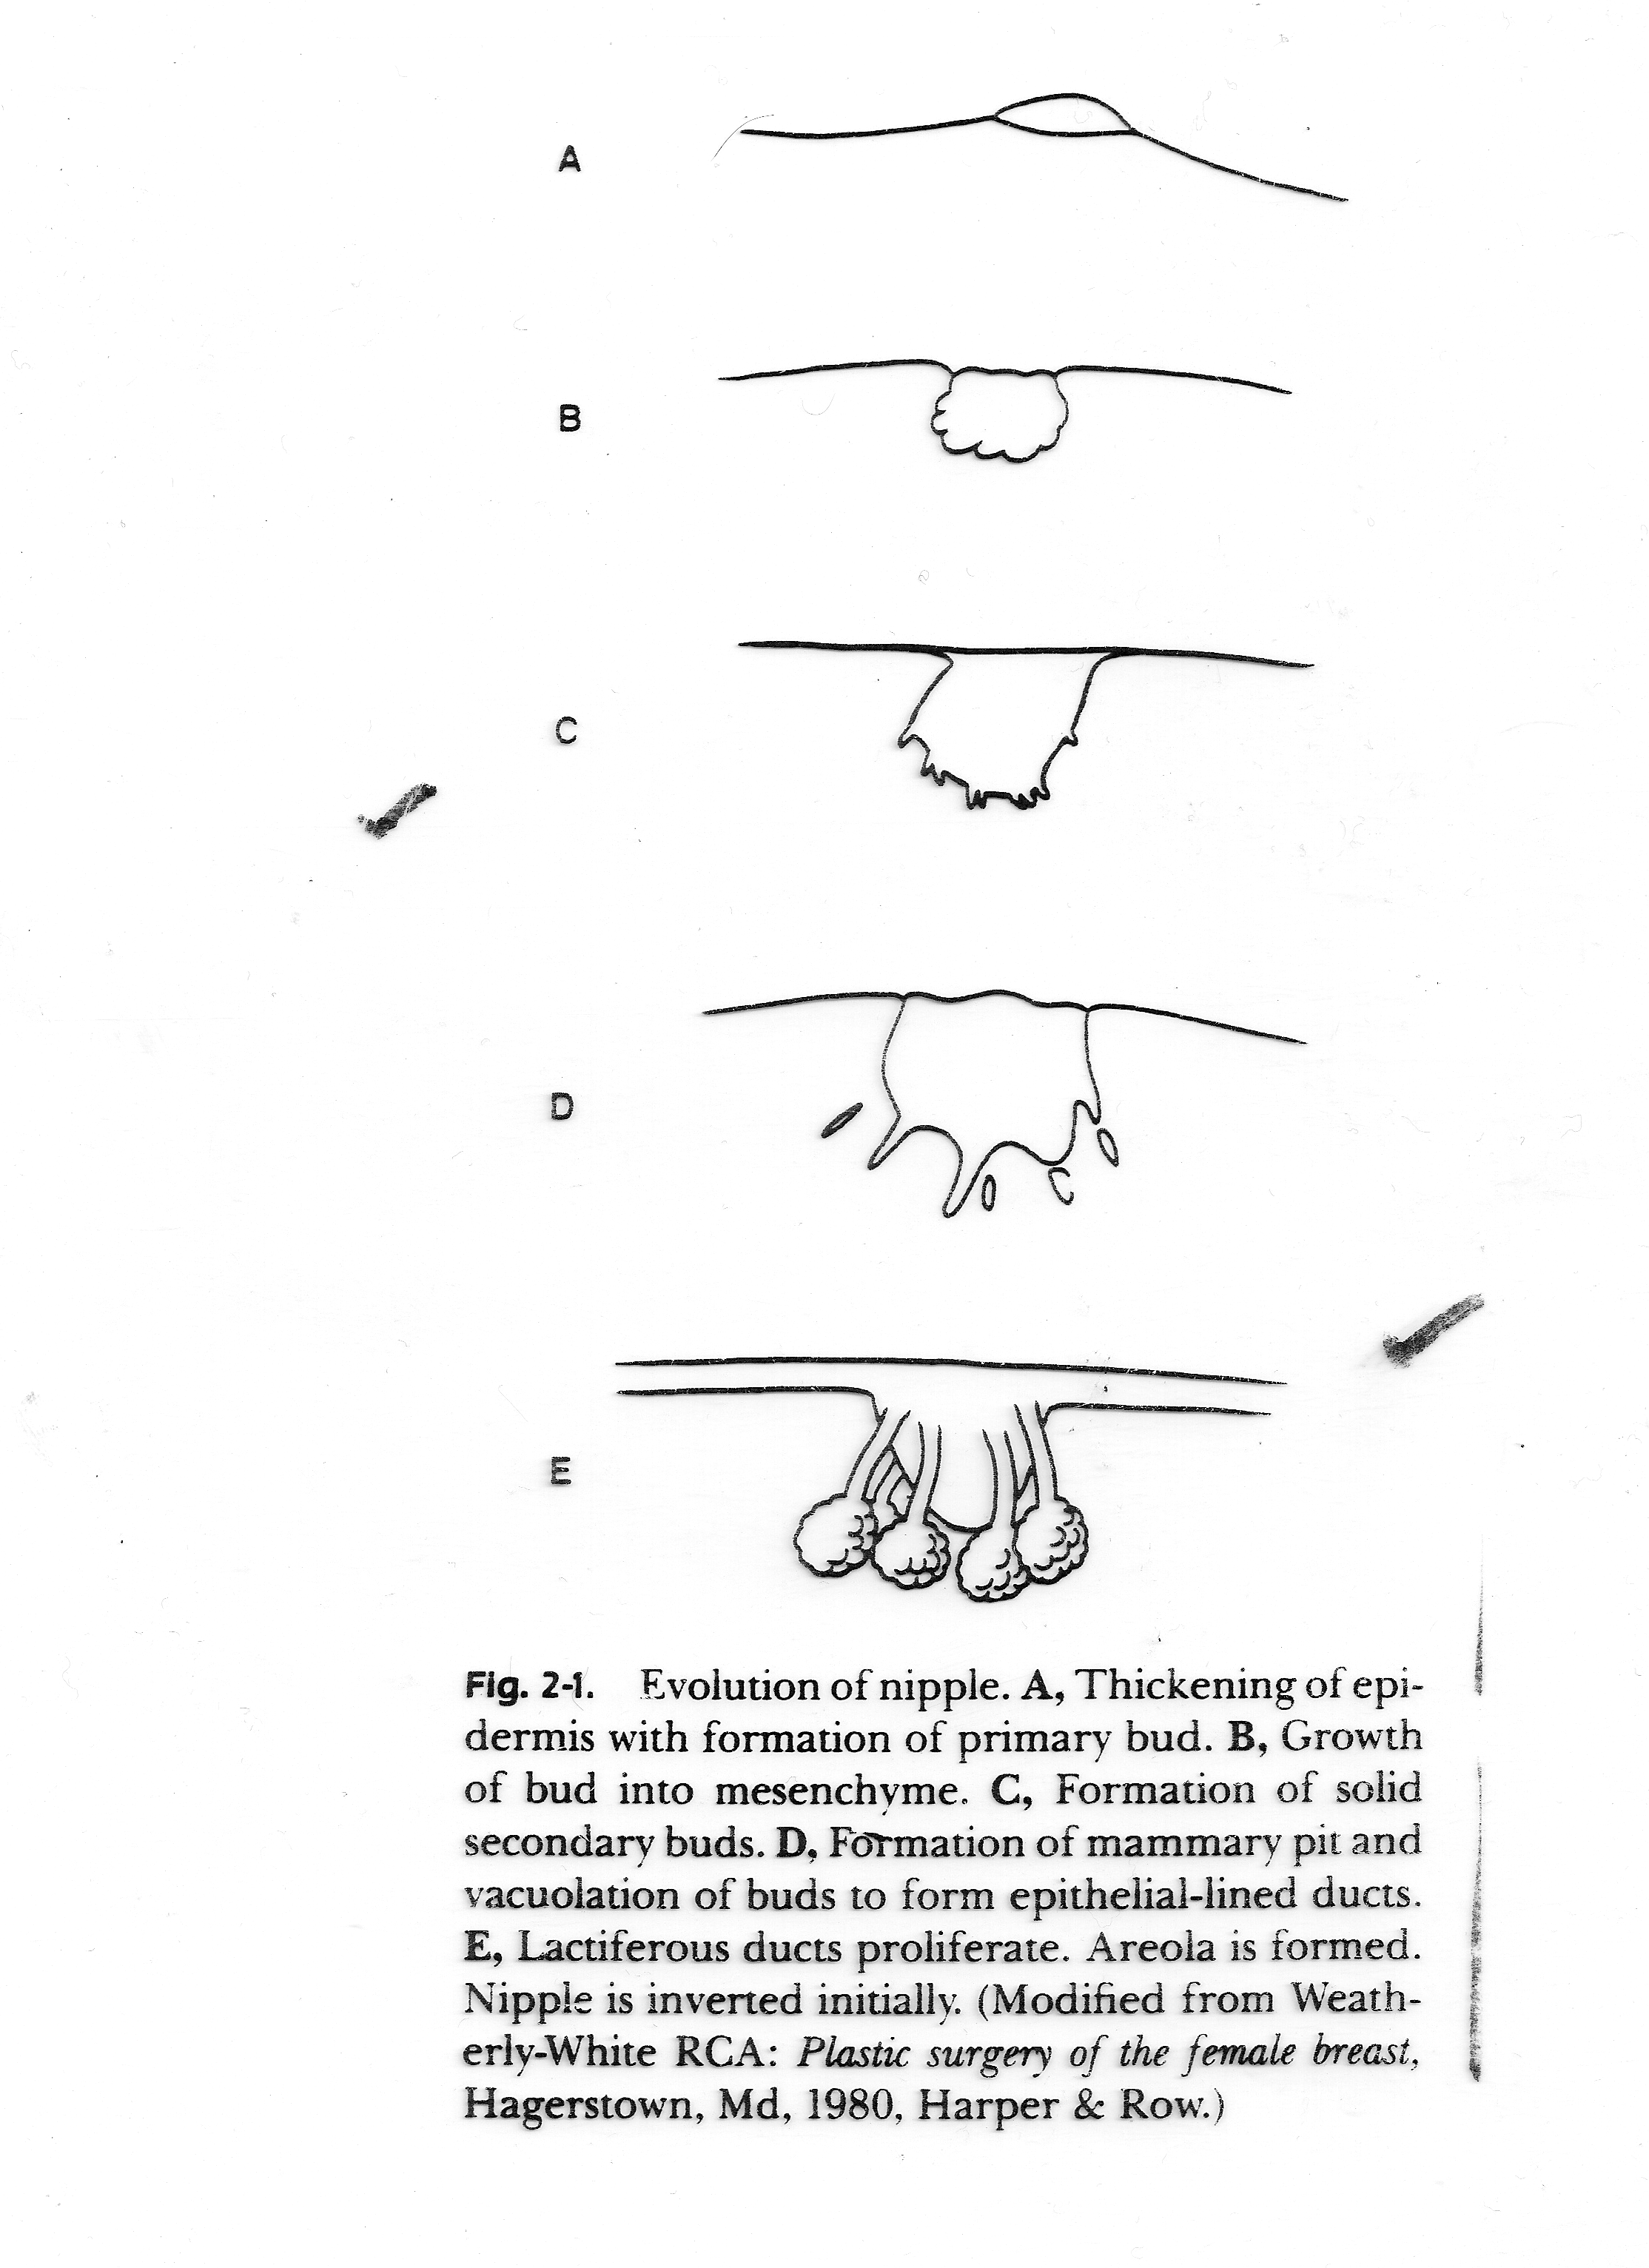 A
B
C
D
E
Fig. 2-1. Evolution of nipple. A, Thickening of epi-
dermis with formation of primary bud. B, Growth
of bud into mesenchyme. C, Formation of solid
secondary buds. D, Formation of mammary pit and
vacuolation of buds to form epithelial-lined ducts.
E, Lactiferous ducts proliferate. Areola is formed.
Nipple is inverted initially. (Modified from Weath-
erly-White RCA: Plastic surgery of the female breast,
Hagerstown, Md, 1980, Harper & Row.)